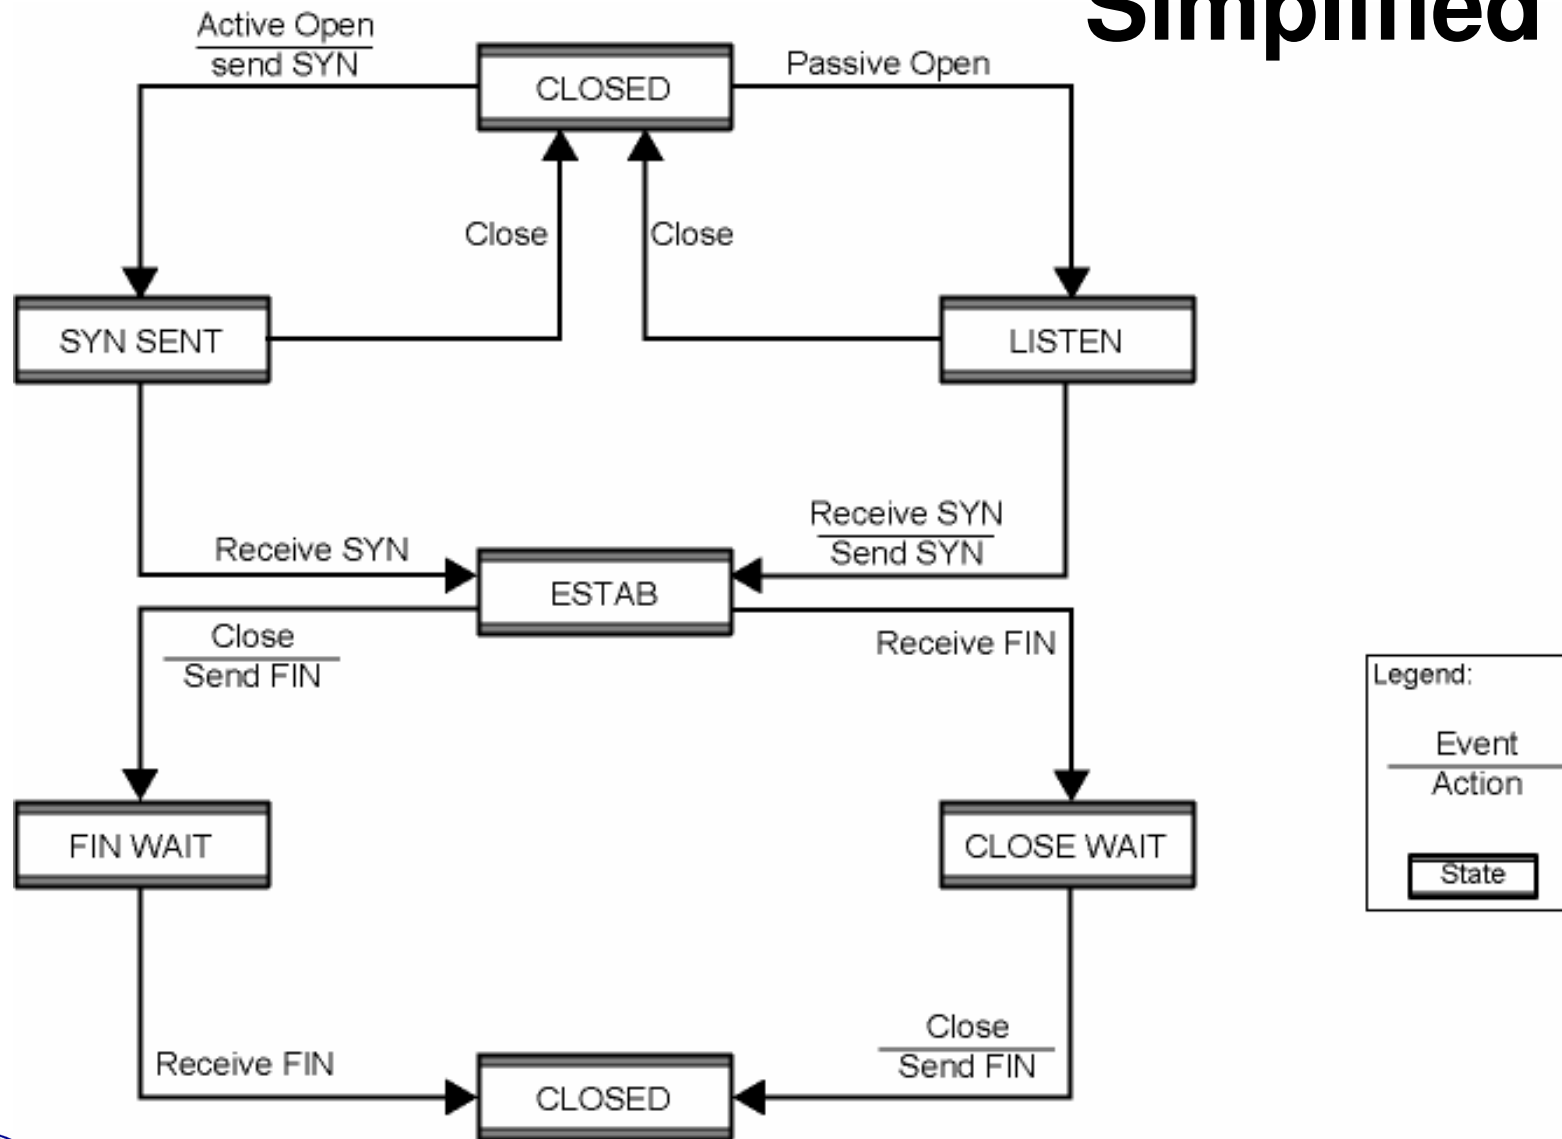 Simplified
Active Open
send SYN
CLOSED
Passive Open
Close
Close
SYN SENT
LISTEN
Receive SYN
Receive SYN
Send SYN
ESTAB
Close
Send FIN
Receive FIN
Legend:
Event
Action
State
FIN WAIT
CLOSE WAIT
Receive FIN
Close
Send FIN
CLOSED